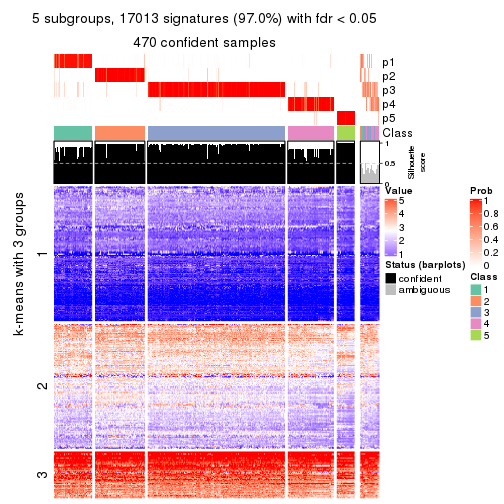 5 subgroups, 17013 signatures (97.0%) with fdr < 0.05
470 confident samples
p1
p2
p3
p4
p5
Class
1
0.5
0
Silhouette
score
k-means with 3 groups
1
2
3
Value
5
4
3
2
1
Status (barplots)
confident
ambiguous
Prob
1
0.8
0.6
0.4
0.2
0
Class
1
2
3
4
5